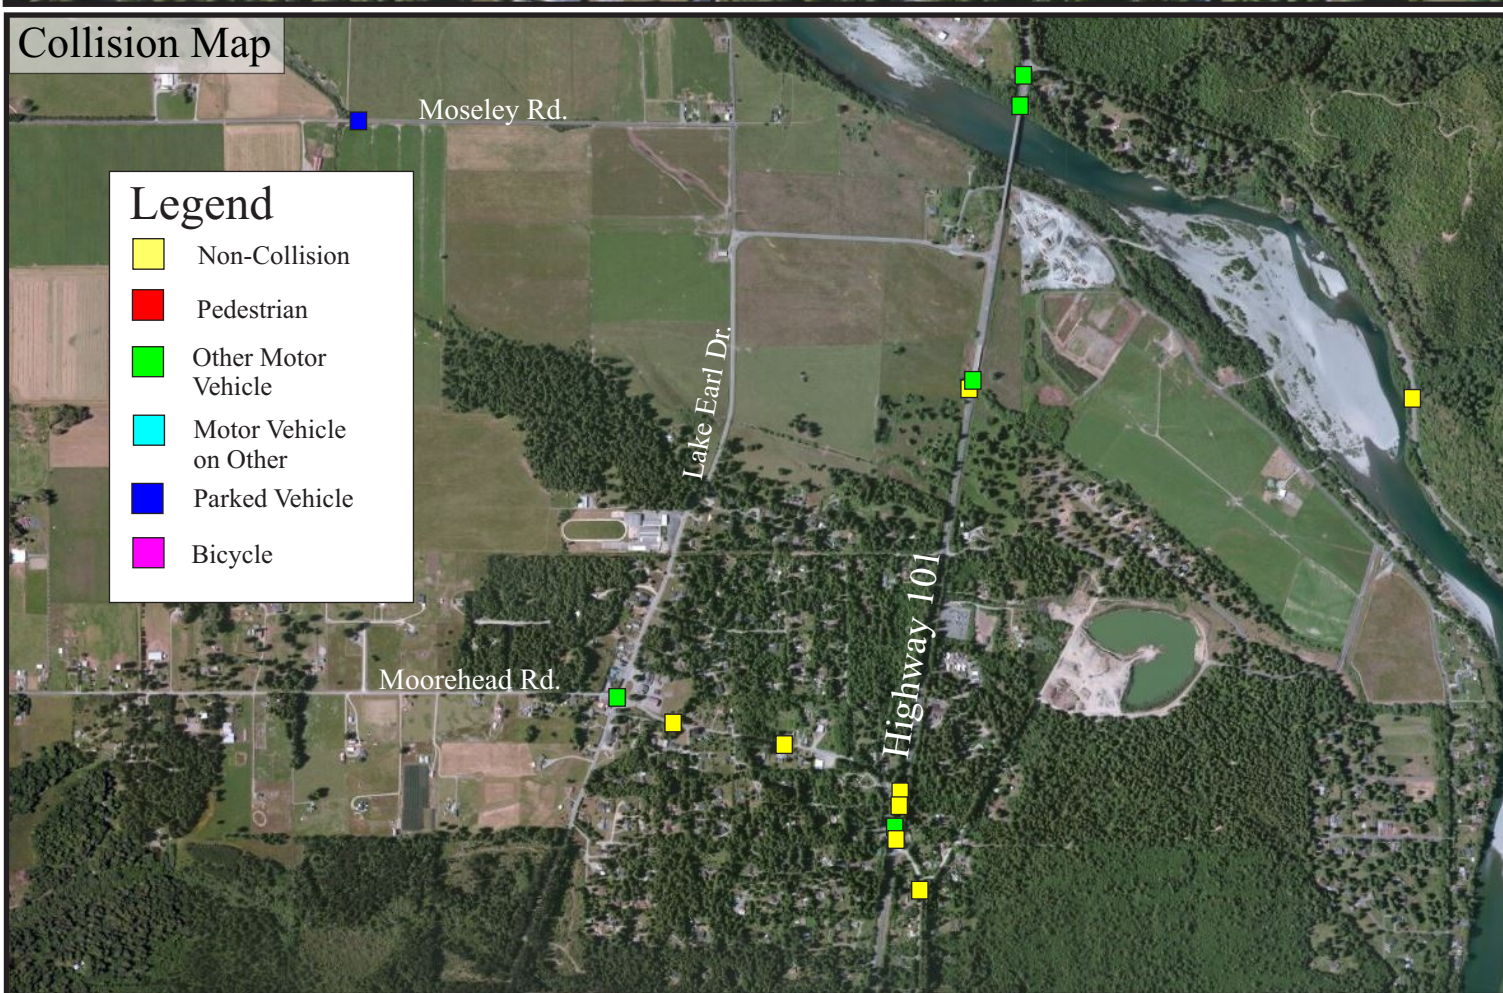 Collision Map
Moseley Rd.
Legend
Non-Collision
Pedestrian
Other Motor
Vehicle
Motor Vehicle
on Other
Parked Vehicle
Bicycle
Lake Earl Dr.
Highway 101
Moorehead Rd.